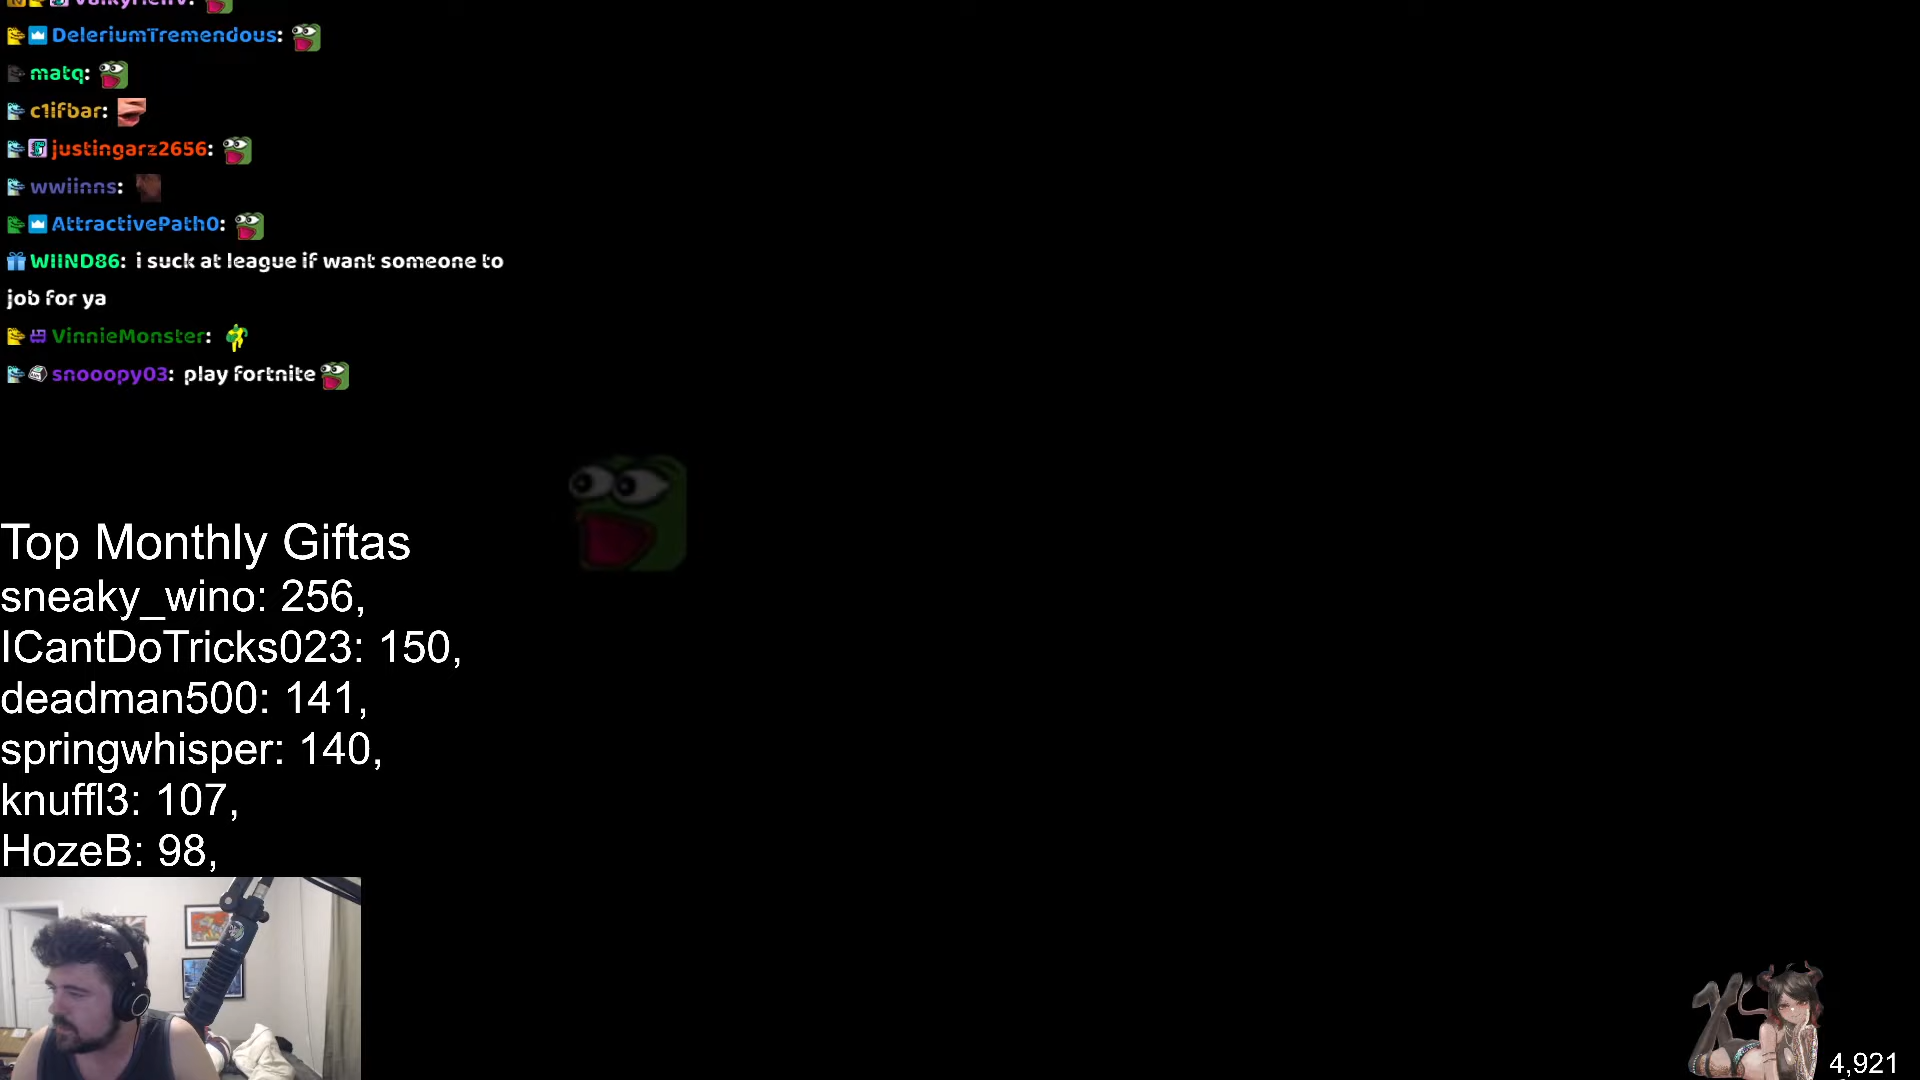 DeleriumTremendous:
matq:
c1ifbar:
justingarz2656:
wwiinns:
AttractivePath0:
WIIND86: i suck at league if want someone to
job for ya
VinnieMonster:
snooopy03: play fortnite
Top Monthly Giftas
sneaky_wino: 256,
ICantDoTricks023: 150,
deadman500: 141,
springwhisper: 140,
knuffl3: 107,
HozeB: 98,
4,921